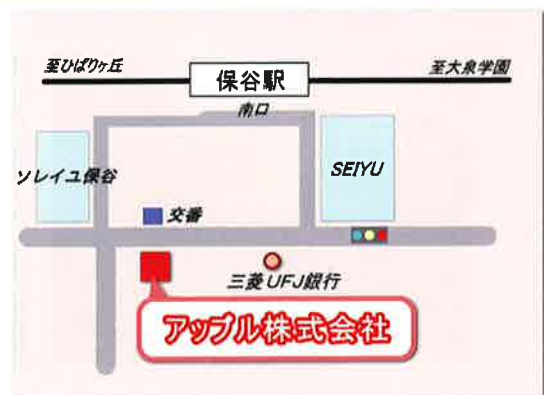 至ひばりヶ丘
保谷駅
至大泉学園
南口
ソレイユ保谷
SEIYU
交番
三菱UFJ銀行
アップル株式会社